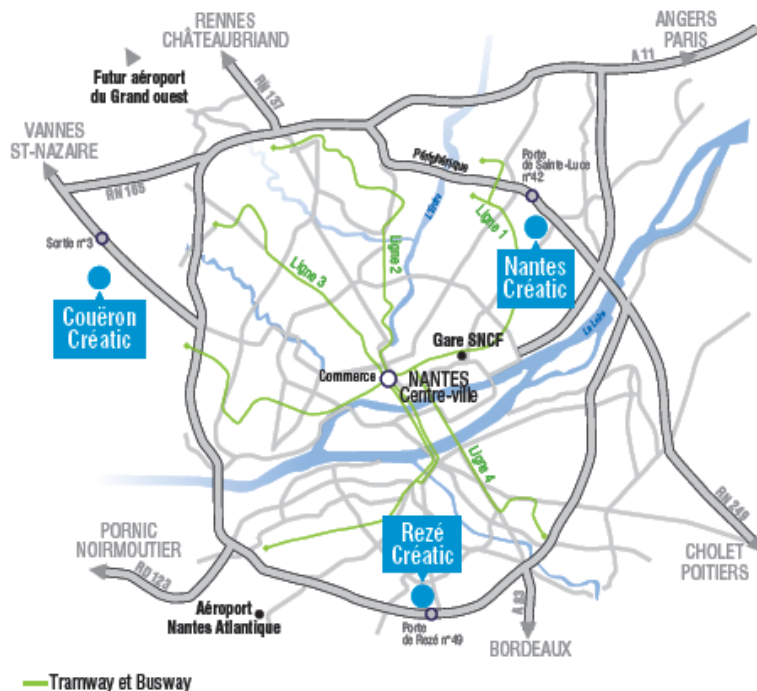 RENNES
CHÂTEAUBRIAND
ANGERS
PARIS
A 11
Futur aéroport
du Grand ouest
RN 137
VANNES
ST-NAZAIRE
RN 165
Périphérique
Porte
de Sainte-Luce
n°42
L'Erdre
Ligne 1
Ligne 2
Ligne 3
Sortie n°3
Nantes
Créatic
Couëron
Créatic
La Loire
Gare SNCF
Commerce
NANTES
Centre-ville
Ligne 4
Rezé
Créatic
RN 249
PORNIC
NOIRMOUTIER
RD 123
CHOLET
POITIERS
Aéroport
Nantes Atlantique
Porte
de Rezé n°49
A 83
BORDEAUX
Tramway et Busway